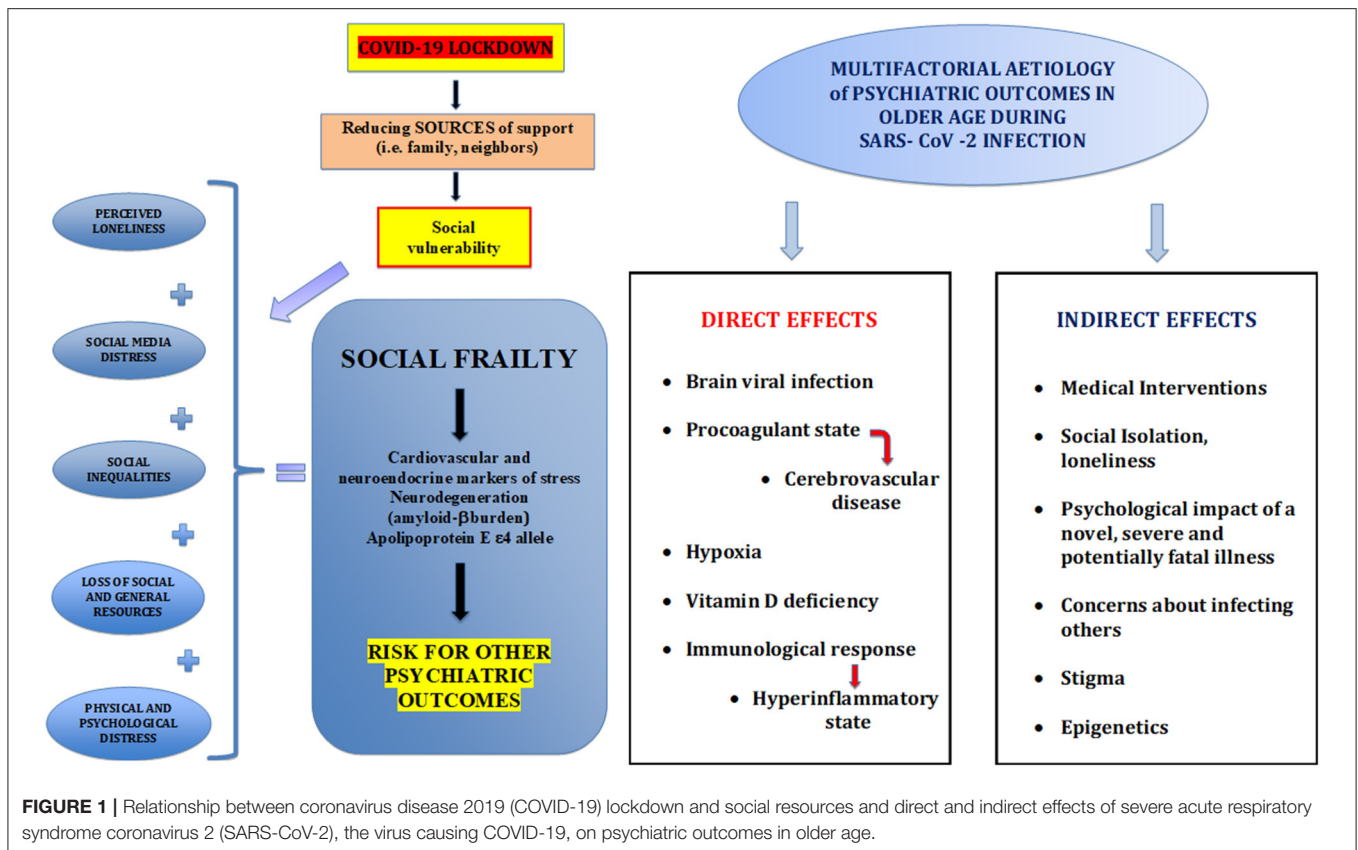 COVID-19 LOCKDOWN
Reducing SOURCES of support
(i.e. family, neighbors)
Social
vulnerability
PERCEIVED
LONELINESS
SOCIAL MEDIA
DISTRESS
SOCIAL
INEQUALITIES
LOSS OF SOCIAL
AND GENERAL
RESOURCES
PHYSICAL AND
PSYCHOLOGICAL
DISTRESS
SOCIAL FRAILTY
Cardiovascular and
neuroendocrine markers of stress
Neurodegeneration
(amyloid-βburden)
Apolipoprotein E ε4 allele
RISK FOR OTHER
PSYCHIATRIC
OUTCOMES
MULTIFACTORIAL AETIOLOGY
of PSYCHIATRIC OUTCOMES IN
OLDER AGE DURING
SARS- CoV -2 INFECTION
DIRECT EFFECTS
• Brain viral infection
• Procoagulant state
• Cerebrovascular
disease
• Hypoxia
• Vitamin D deficiency
• Immunological response
• Hyperinflammatory
state
INDIRECT EFFECTS
• Medical Interventions
• Social Isolation,
loneliness
• Psychological impact of a
novel, severe and
potentially fatal illness
• Concerns about infecting
others
• Stigma
• Epigenetics
FIGURE 1 | Relationship between coronavirus disease 2019 (COVID-19) lockdown and social resources and direct and indirect effects of severe acute respiratory
syndrome coronavirus 2 (SARS-CoV-2), the virus causing COVID-19, on psychiatric outcomes in older age.